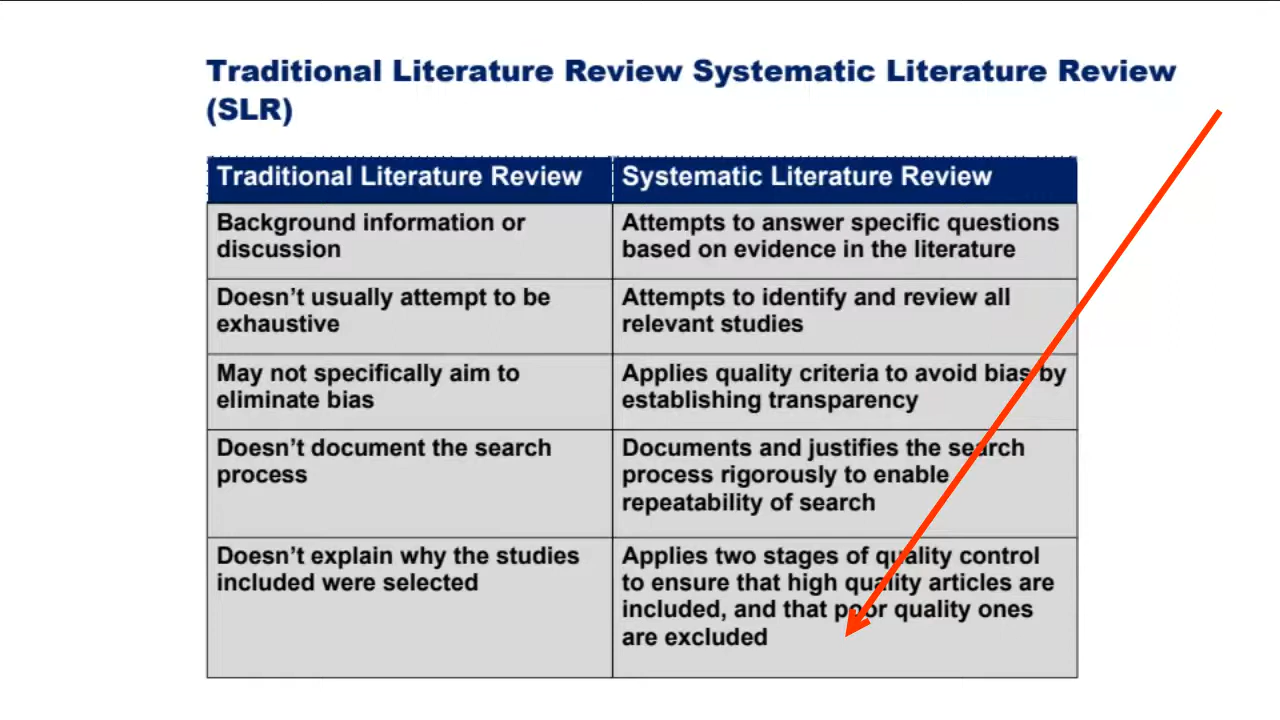 Traditional Literature Review Systematic Literature Review
(SLR)
Traditional Literature Review
Systematic Literature Review
Background information or
discussion
Attempts to answer specific questions
based on evidence in the literature
Doesn’t usually attempt to be
exhaustive
Attempts to identify and review all
relevant studies
May not specifically aim to
eliminate bias
Applies quality criteria to avoid bias by
establishing transparency
Doesn’t document the search
process
Documents and justifies the search
process rigorously to enable
repeatability of search
Doesn’t explain why the studies
included were selected
Applies two stages of quality control
to ensure that high quality articles are
included, and that poor quality ones
are excluded